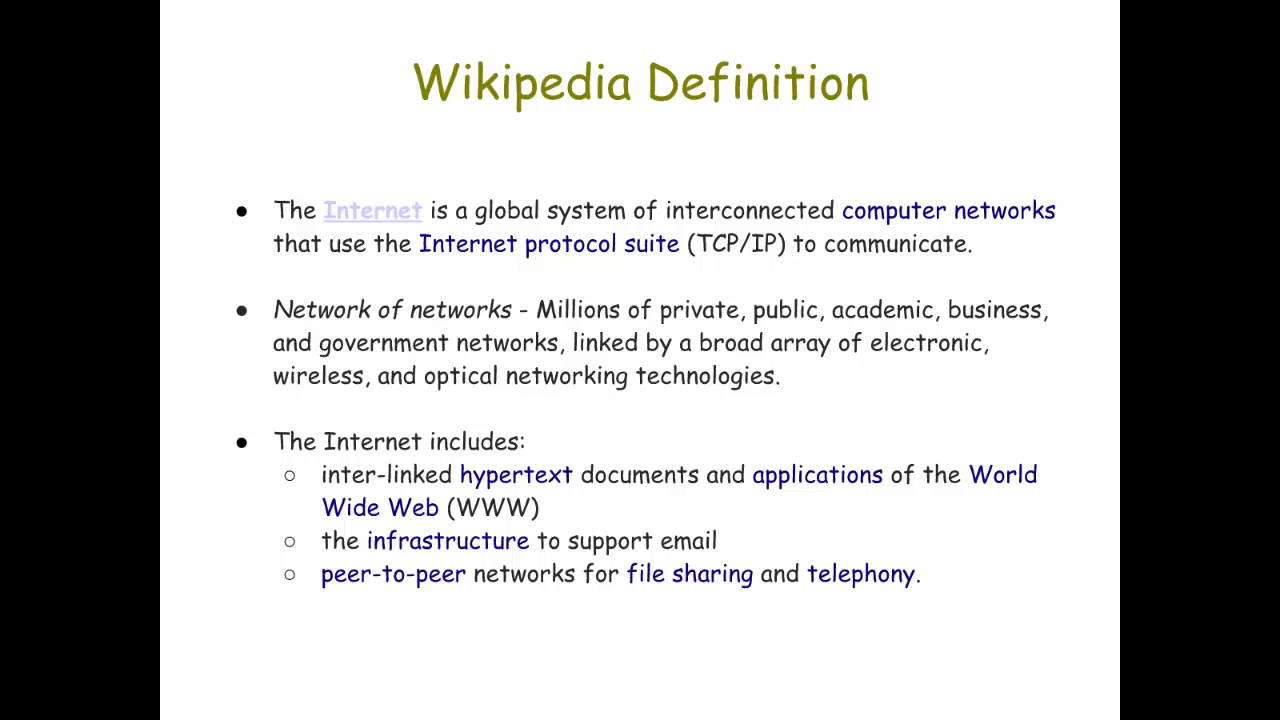 Wikipedia Definition
● The Internet is a global system of interconnected computer networks
that use the Internet protocol suite (TCP/IP) to communicate.
● Network of networks - Millions of private, public, academic, business,
and government networks, linked by a broad array of electronic,
wireless, and optical networking technologies.
● The Internet includes:
○ inter-linked hypertext documents and applications of the World
Wide Web (WWW)
○ the infrastructure to support email
○ peer-to-peer networks for file sharing and telephony.